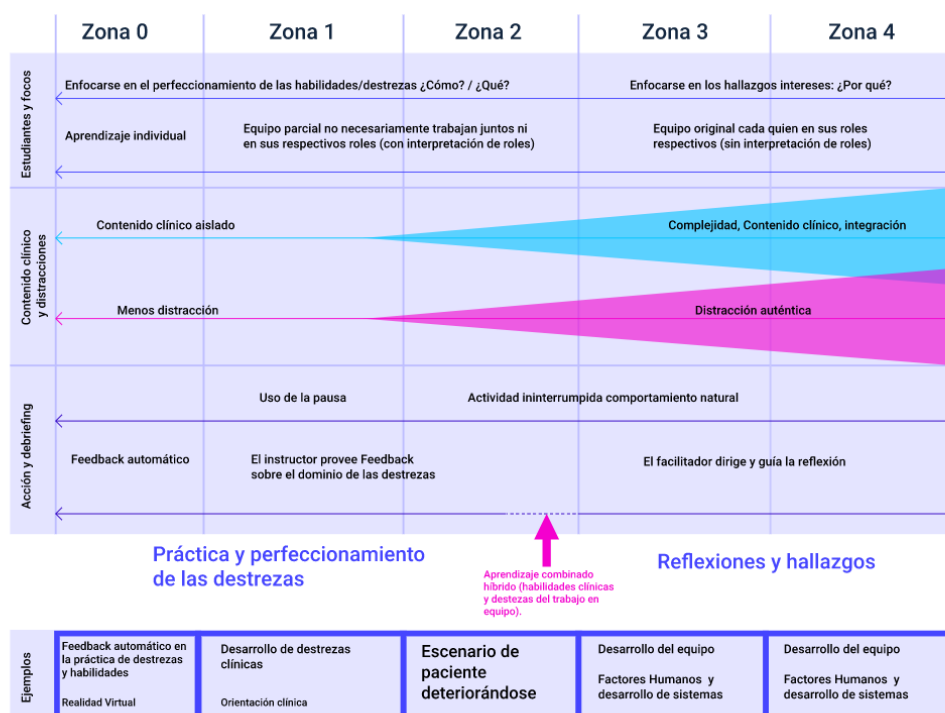 Zona 0
Zona 1
Zona 2
Zona 3
Zona 4
Estudiantes y focos
Enfocarse en el perfeccionamiento de las habilidades/destrezas ¿Cómo? / ¿Qué?
Enfocarse en los hallazgos intereses: ¿Por qué?
Aprendizaje individual
Equipo parcial no necesariamente trabajan juntos ni
en sus respectivos roles (con interpretación de roles)
Equipo original cada quien en sus roles
respectivos (sin interpretación de roles)
Contenido clínico
y distracciones
Contenido clínico aislado
Complejidad, Contenido clínico, integración
Menos distracción
Distracción auténtica
Acción y debriefing
Uso de la pausa
Actividad ininterrumpida comportamiento natural
Feedback automático
El instructor provee Feedback
sobre el dominio de las destrezas
El facilitador dirige y guía la reflexión
Práctica y perfeccionamiento
de las destrezas
Aprendizaje combinado
híbrido (habilidades clínicas
y destezas del trabajo en
equipo).
Reflexiones y hallazgos
Ejemplos
Feedback automático en
la práctica de destrezas
y habilidades
Realidad Virtual
Desarrollo de destrezas
clínicas
Orientación clínica
Escenario de
paciente
deteriorándose
Desarrollo del equipo
Factores Humanos y
desarrollo de sistemas
Desarrollo del equipo
Factores Humanos y
desarrollo de sistemas